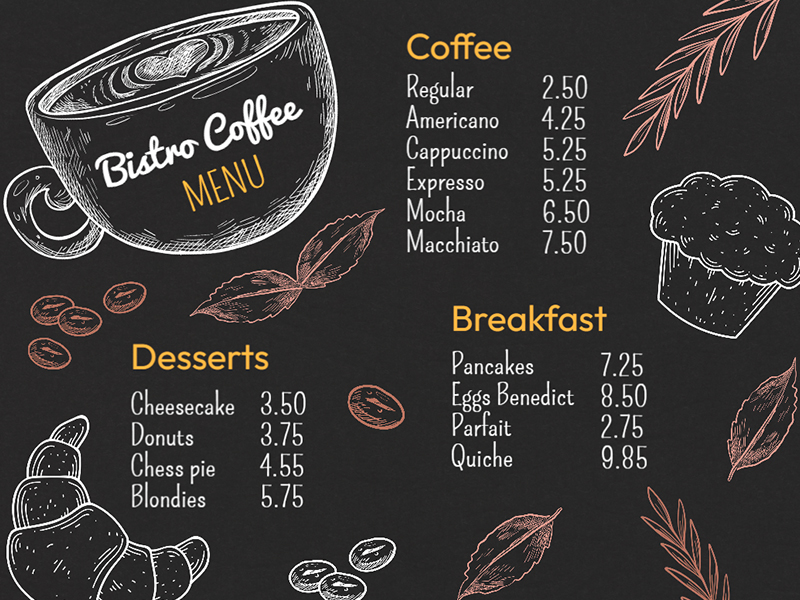 Bistro Coffee
MENU
Coffee
Regular 2.50
Americano 4.25
Cappuccino 5.25
Expresso 5.25
Mocha 6.50
Macchiato 7.50
Breakfast
Pancakes 7.25
Eggs Benedict 8.50
Parfait 2.75
Quiche 9.85
Desserts
Cheesecake 3.50
Donuts 3.75
Chess pie 4.55
Blondies 5.75